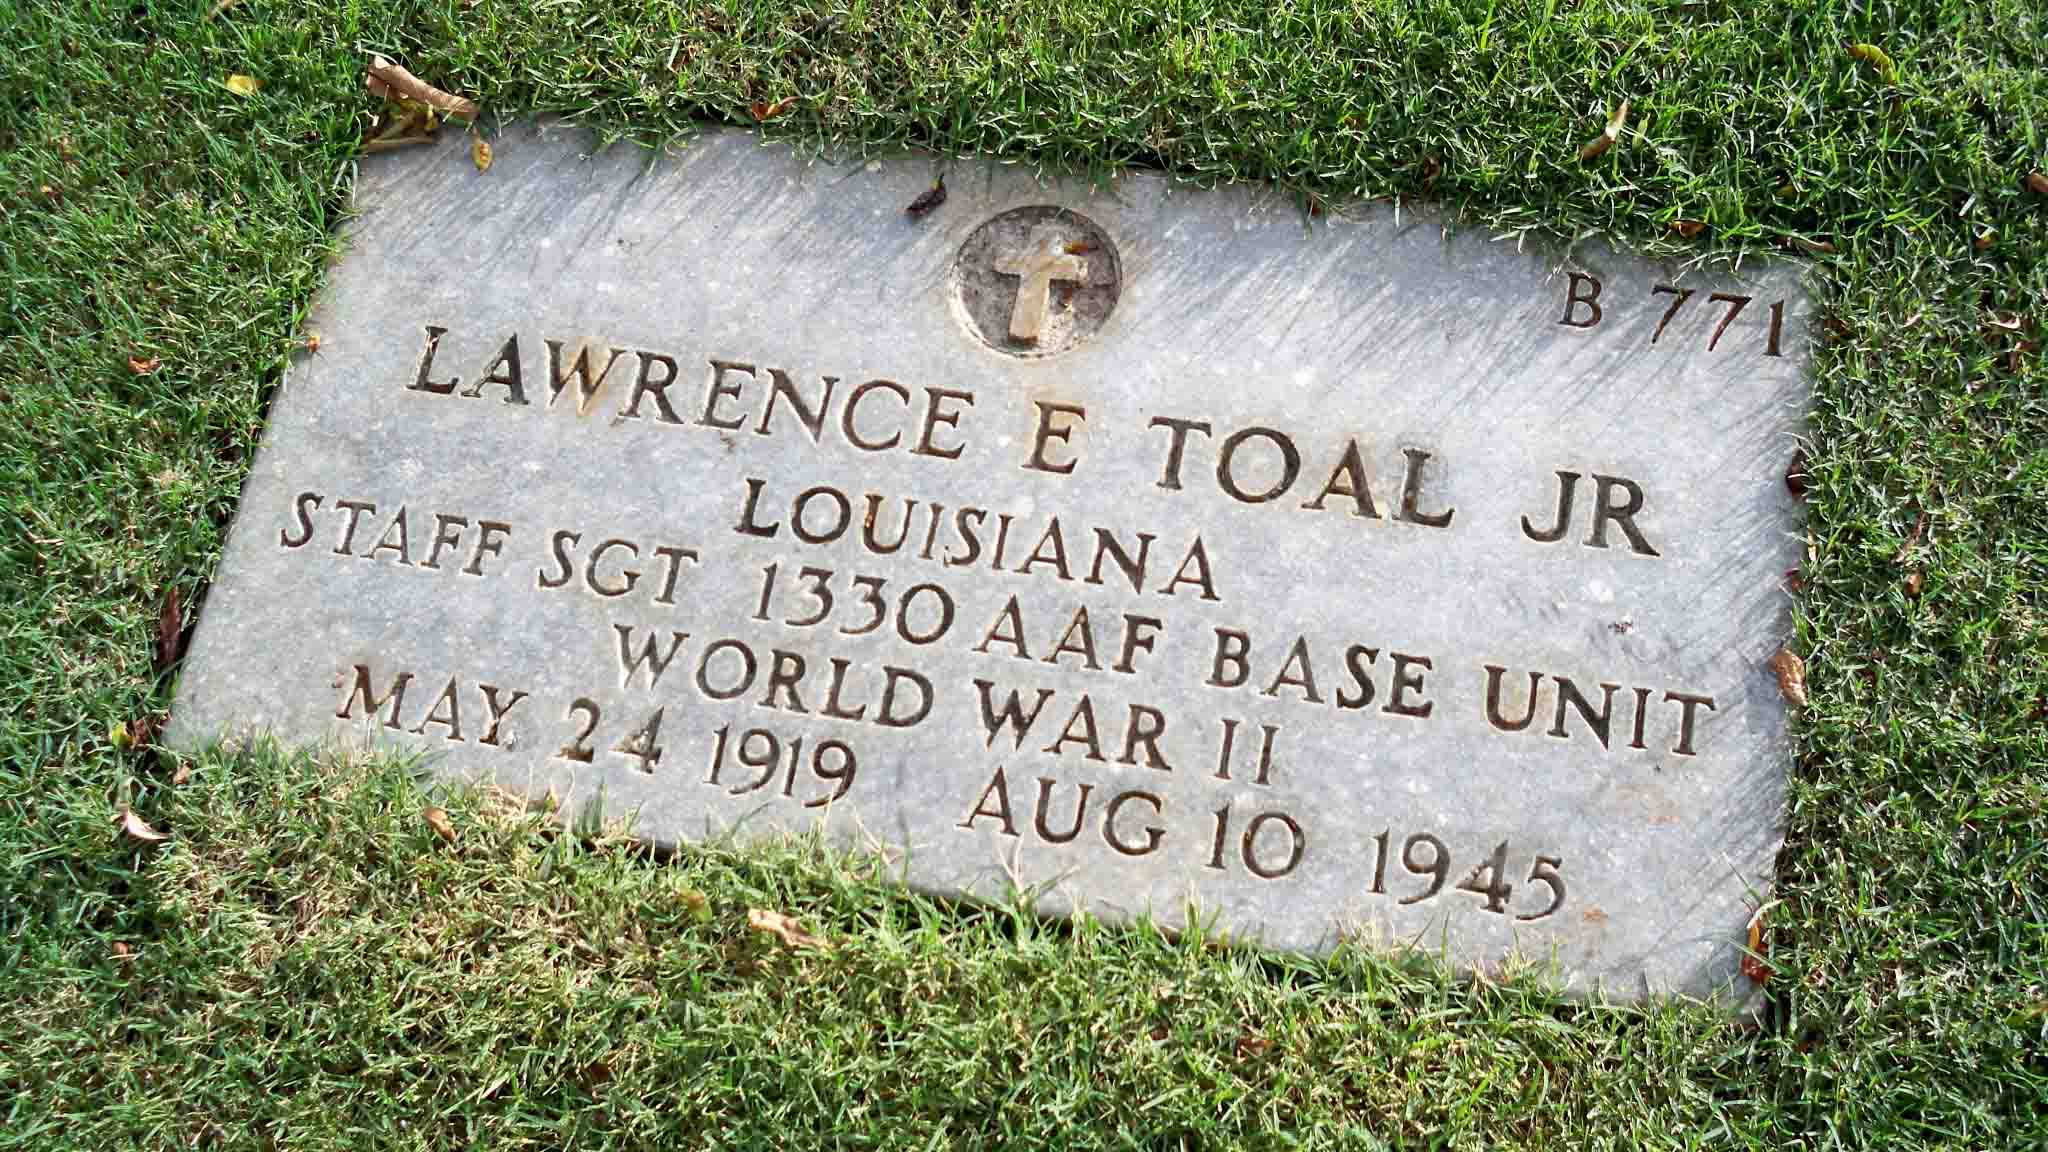 B 771
LAWRENCE E TOAL JR
LOUISIANA
STAFF SGT 1330 AAF BASE UNIT
WORLD WAR II
MAY 24 1919 AUG 10 1945